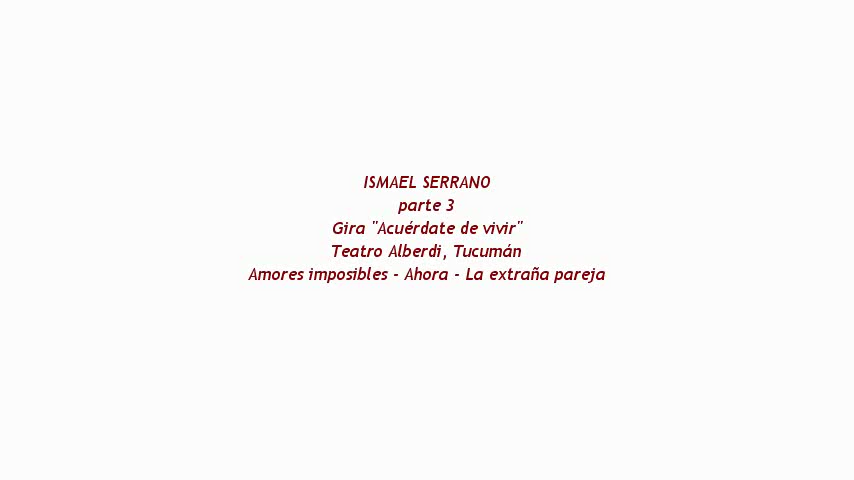 ISMAEL SERRANO
parte 3
Gira "Acuérdate de vivir"
Teatro Alberdi, Tucumán
Amores imposibles - Ahora - La extraña pareja